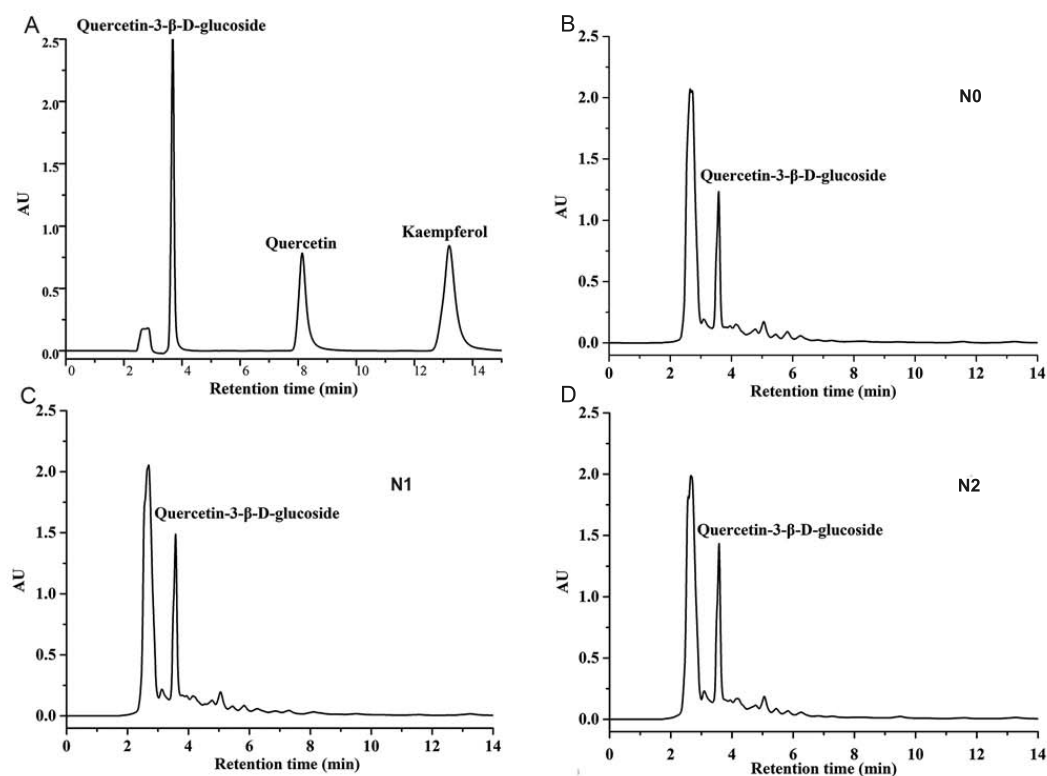 A
Quercetin-3-β-D-glucoside
2.5
2.0
1.5
1.0
0.5
0.0
AU
Quercetin
Kaempferol
0 2 4 6 8 10 12 14
Retention time (min)
B
N0
2.5
2.0
1.5
1.0
0.5
0.0
AU
Quercetin-3-β-D-glucoside
0 2 4 6 8 10 12 14
Retention time (min)
C
N1
2.5
2.0
1.5
1.0
0.5
0.0
AU
Quercetin-3-β-D-glucoside
0 2 4 6 8 10 12 14
Retention time (min)
D
N2
2.5
2.0
1.5
1.0
0.5
0.0
AU
Quercetin-3-β-D-glucoside
0 2 4 6 8 10 12 14
Retention time (min)